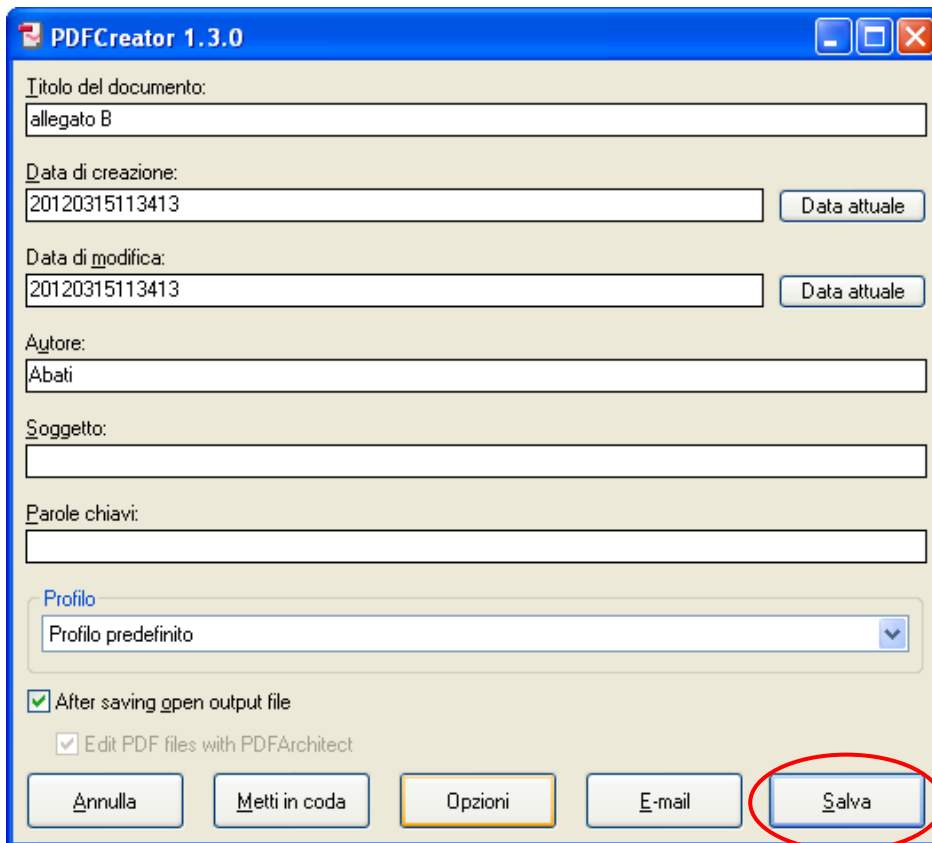 PDFCreator 1.3.0
Titolo del documento:
allegato B
Data di creazione:
20120315113413
Data attuale
Data di modifica:
20120315113413
Data attuale
Autore:
Abati
Soggetto:
Parole chiavi:
Profilo
Profilo predefinito
After saving open output file
Edit PDF files with PDFArchitect
Annulla Metti in coda Opzioni E-mail Salva